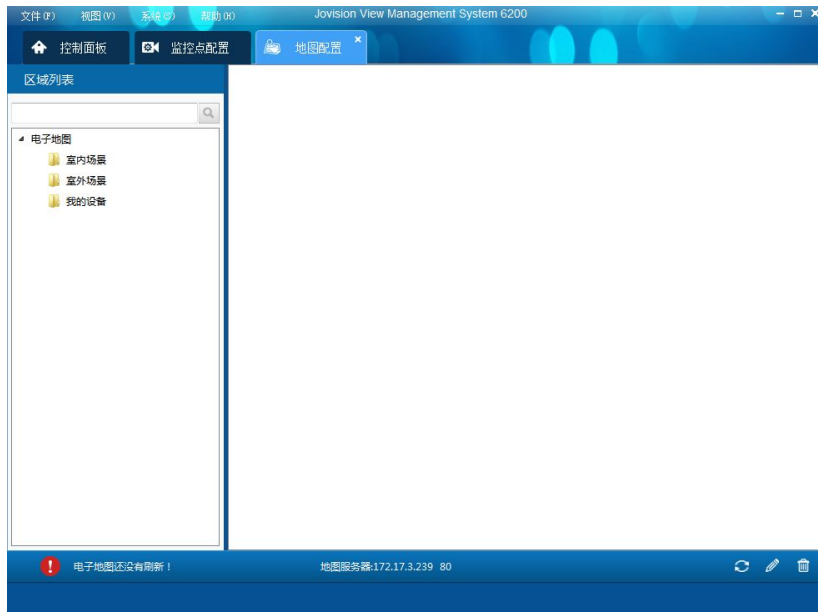 文件(F) 视图(V) 系统(S) 帮助(H) Jovision View Management System 6200
控制面板 监控点配置 地图配置
区域列表
电子地图
室内场景
室外场景
我的设备
电子地图还没有刷新！ 地图服务器:172.17.3.239 80